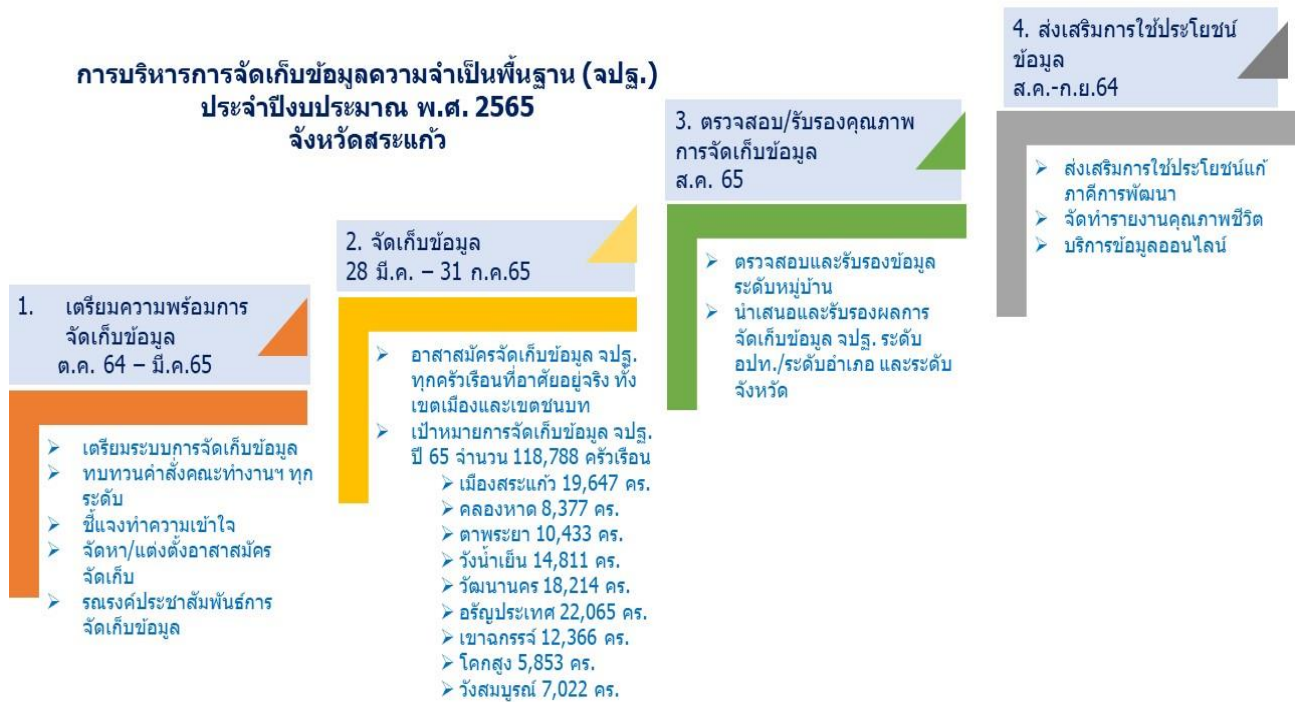 การบริหารการจัดเก็บข้อมูลความจำเป็นพื้นฐาน (จปฐ.)
ประจำปีงบประมาณ พ.ศ. 2565
จังหวัดสระแก้ว
1. เตรียมความพร้อมการ
จัดเก็บข้อมูล
ต.ค. 64 – มี.ค.65
➢ เตรียมระบบการจัดเก็บข้อมูล
➢ ทบทวนคำสั่งคณะทำงานฯ ทุก
ระดับ
➢ ชี้แจงทำความเข้าใจ
➢ จัดหา/แต่งตั้งอาสาสมัคร
จัดเก็บ
➢ รณรงค์ประชาสัมพันธ์การ
จัดเก็บข้อมูล
2. จัดเก็บข้อมูล
28 มี.ค. – 31 ก.ค.65
➢ อาสาสมัครจัดเก็บข้อมูล จปฐ.
ทุกครัวเรือนที่อาศัยอยู่จริง ทั้ง
เขตเมืองและเขตชนบท
➢ เป้าหมายการจัดเก็บข้อมูล จปฐ.
ปี 65 จำนวน 118,788 ครัวเรือน
➢ เมืองสระแก้ว 19,647 คร.
➢ คลองหาด 8,377 คร.
➢ ตาพระยา 10,433 คร.
➢ วังน้ำเย็น 14,811 คร.
➢ วัฒนานคร 18,214 คร.
➢ อรัญประเทศ 22,065 คร.
➢ เขาฉกรรจ์ 12,366 คร.
➢ โคกสูง 5,853 คร.
➢ วังสมบูรณ์ 7,022 คร.
3. ตรวจสอบ/รับรองคุณภาพ
การจัดเก็บข้อมูล
ส.ค. 65
➢ ตรวจสอบและรับรองข้อมูล
ระดับหมู่บ้าน
➢ นำเสนอและรับรองผลการ
จัดเก็บข้อมูล จปฐ. ระดับ
อปท./ระดับอำเภอ และระดับ
จังหวัด
4. ส่งเสริมการใช้ประโยชน์
ข้อมูล
ส.ค.-ก.ย.64
➢ ส่งเสริมการใช้ประโยชน์แก่
ภาคีการพัฒนา
➢ จัดทำรายงานคุณภาพชีวิต
➢ บริการข้อมูลออนไลน์